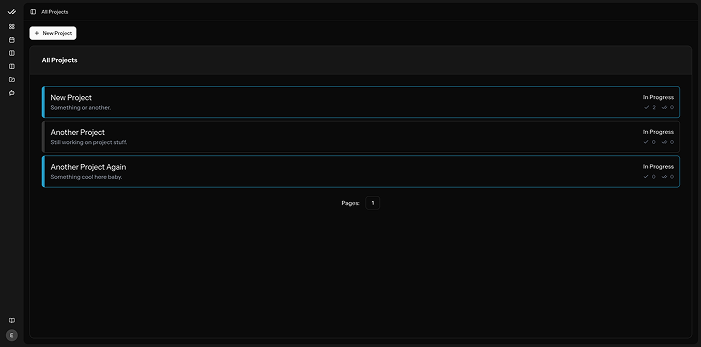 All Projects
+ New Project
All Projects
New Project
Something or another.
In Progress
2 0
Another Project
Still working on project stuff.
In Progress
0 0
Another Project Again
Something cool here baby.
In Progress
0 0
Pages: 1
E